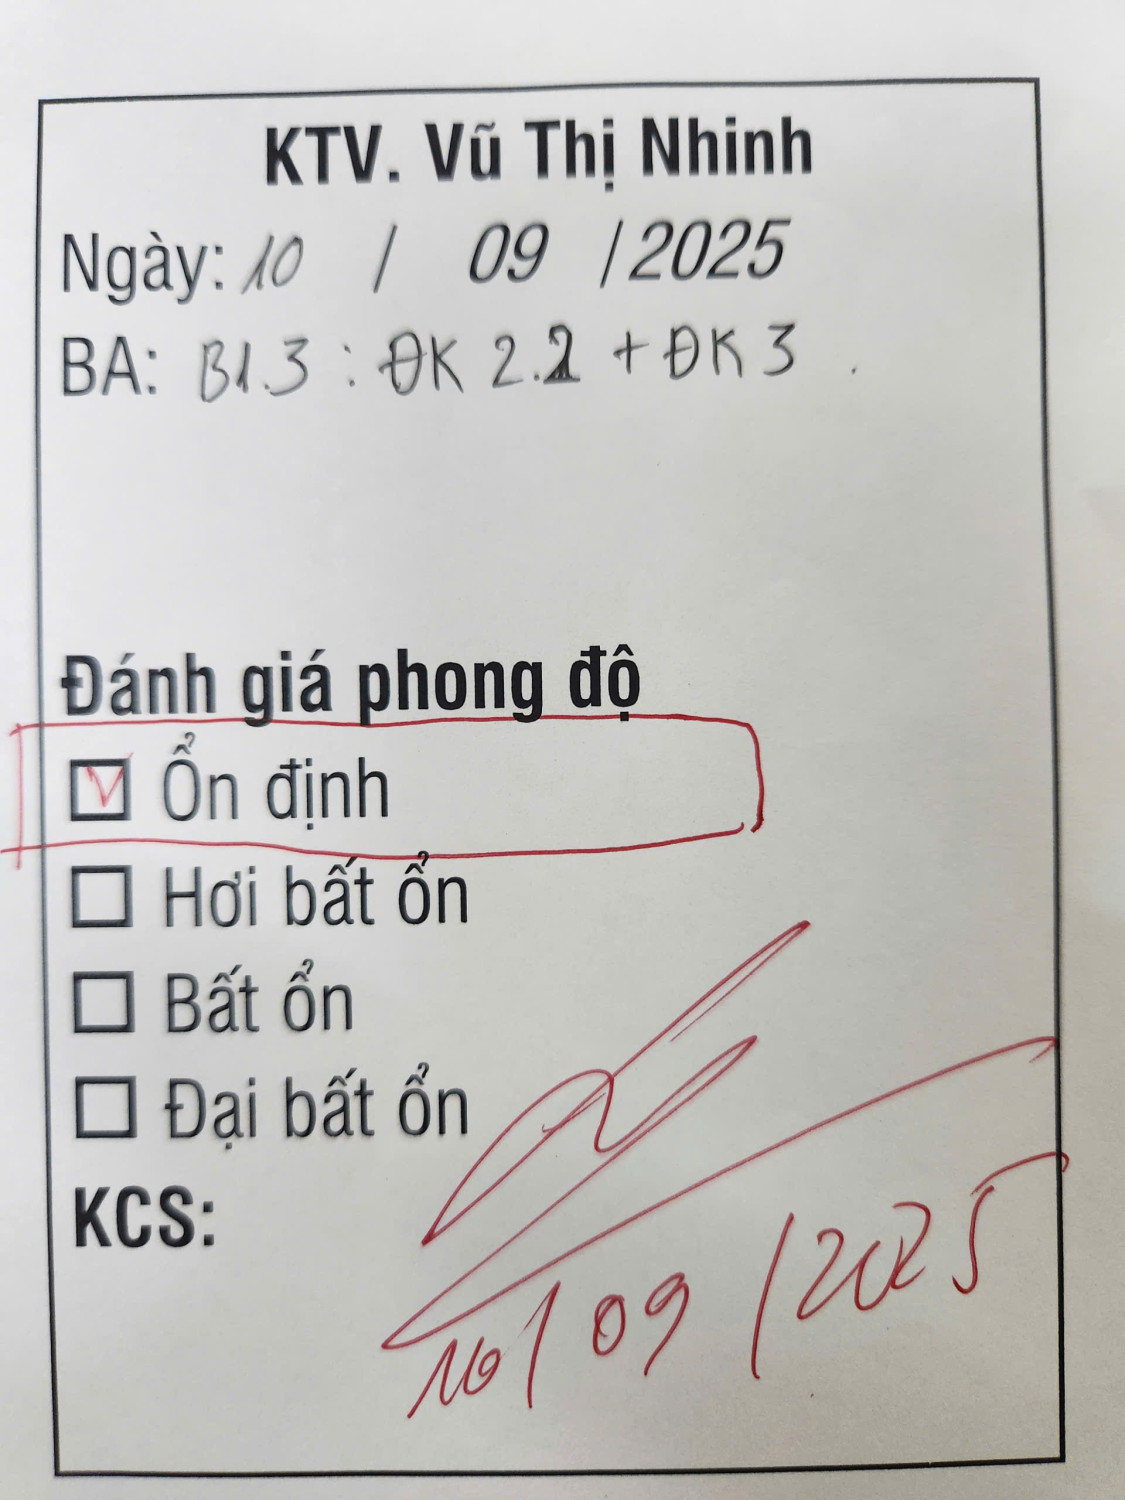 KTV. Vũ Thị Nhinh
Ngày: 10 / 09 /2025
BA: B1.3 : ĐK 2.2 + ĐK 3 .
Đánh giá phong độ
Ổn định
Hơi bất ổn
Bất ổn
Đại bất ổn
KCS:
10/ 09 /2025